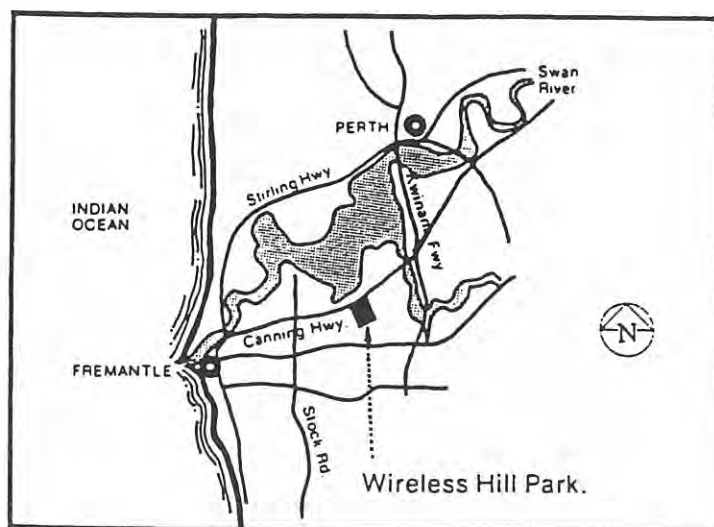 Swan
River
PERTH
Stirling Hwy
Kwinana Fwy
INDIAN
OCEAN
Canning Hwy.
N
FREMANTLE
Stock Rd.
Wireless Hill Park.